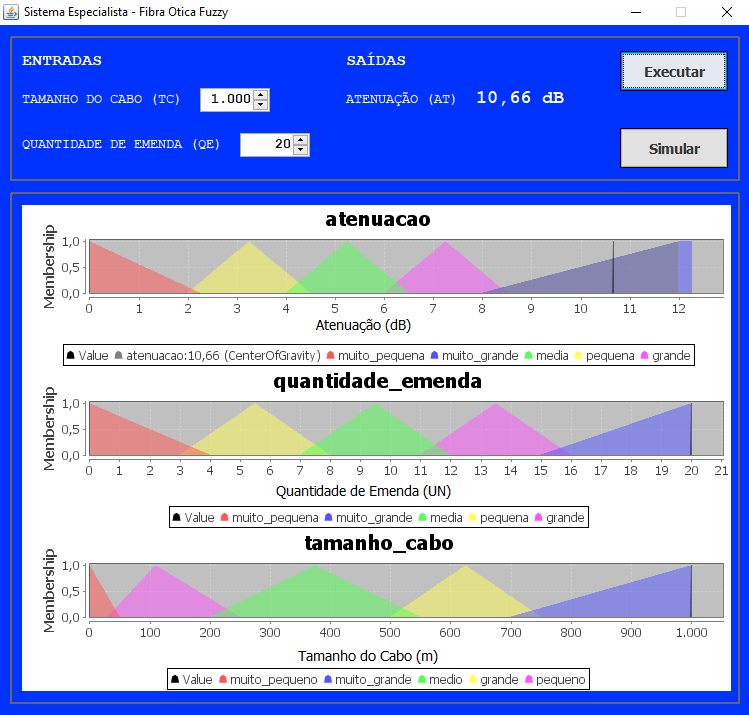 Sistema Especialista - Fibra Otica Fuzzy
ENTRADAS
SAÍDAS
Executar
TAMANHO DO CABO (TC) 1.000
ATENUAÇÃO (AT) 10,66 dB
QUANTIDADE DE EMENDA (QE) 20
Simular
atenuacao
Membership
1,0
0,5
0,0
0 1 2 3 4 5 6 7 8 9 10 11 12
Atenuação (dB)
Value atenuacao:10,66 (CenterOfGravity) muito_pequena muito_grande media pequena grande
quantidade_emenda
Membership
1,0
0,5
0,0
0 1 2 3 4 5 6 7 8 9 10 11 12 13 14 15 16 17 18 19 20 21
Quantidade de Emenda (UN)
Value muito_pequena muito_grande media pequena grande
tamanho_cabo
Membership
1,0
0,5
0,0
0 100 200 300 400 500 600 700 800 900 1.000
Tamanho do Cabo (m)
Value muito_pequeno muito_grande medio grande pequeno